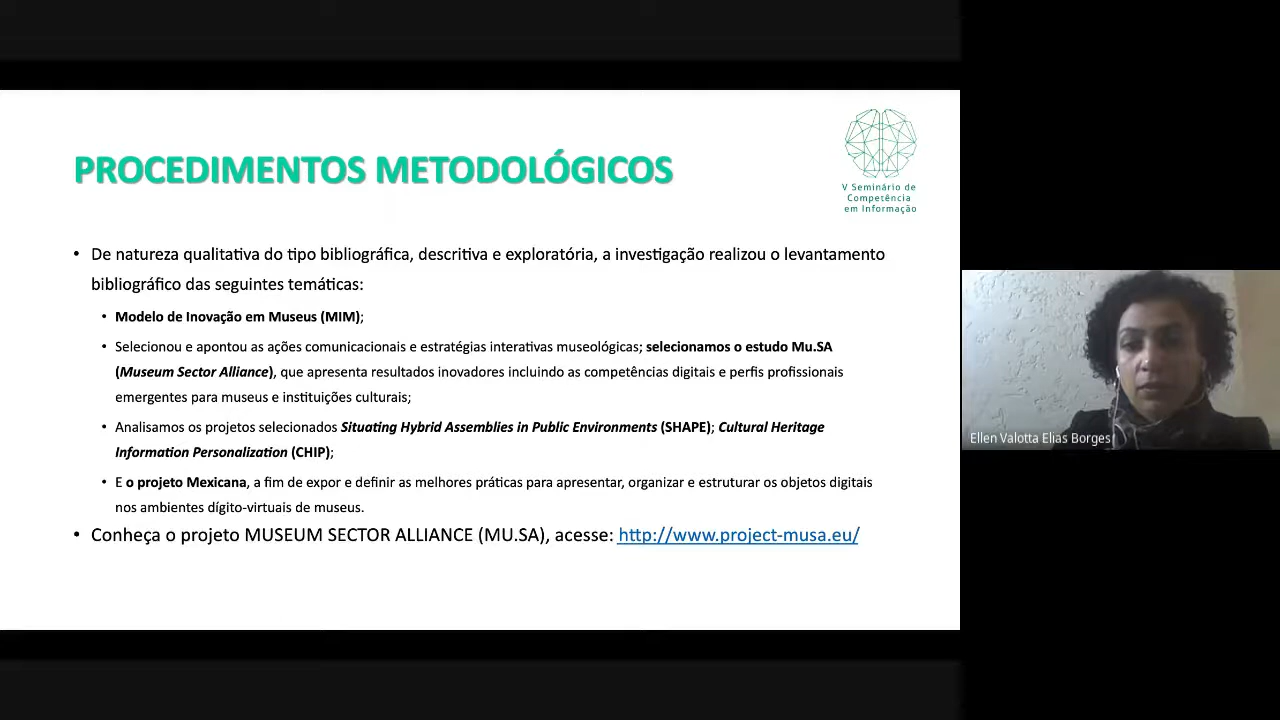 PROCEDIMENTOS METODOLÓGICOS
V Seminário de
Competência
em Informação
• De natureza qualitativa do tipo bibliográfica, descritiva e exploratória, a investigação realizou o levantamento
bibliográfico das seguintes temáticas:
• Modelo de Inovação em Museus (MIM);
• Selecionou e apontou as ações comunicacionais e estratégias interativas museológicas; selecionamos o estudo Mu.SA
(Museum Sector Alliance), que apresenta resultados inovadores incluindo as competências digitais e perfis profissionais
emergentes para museus e instituições culturais;
• Analisamos os projetos selecionados Situating Hybrid Assemblies in Public Environments (SHAPE); Cultural Heritage
Information Personalization (CHIP);
• E o projeto Mexicana, a fim de expor e definir as melhores práticas para apresentar, organizar e estruturar os objetos digitais
nos ambientes dígito-virtuais de museus.
• Conheça o projeto MUSEUM SECTOR ALLIANCE (MU.SA), acesse: http://www.project-musa.eu/
Ellen Valotta Elias Borges